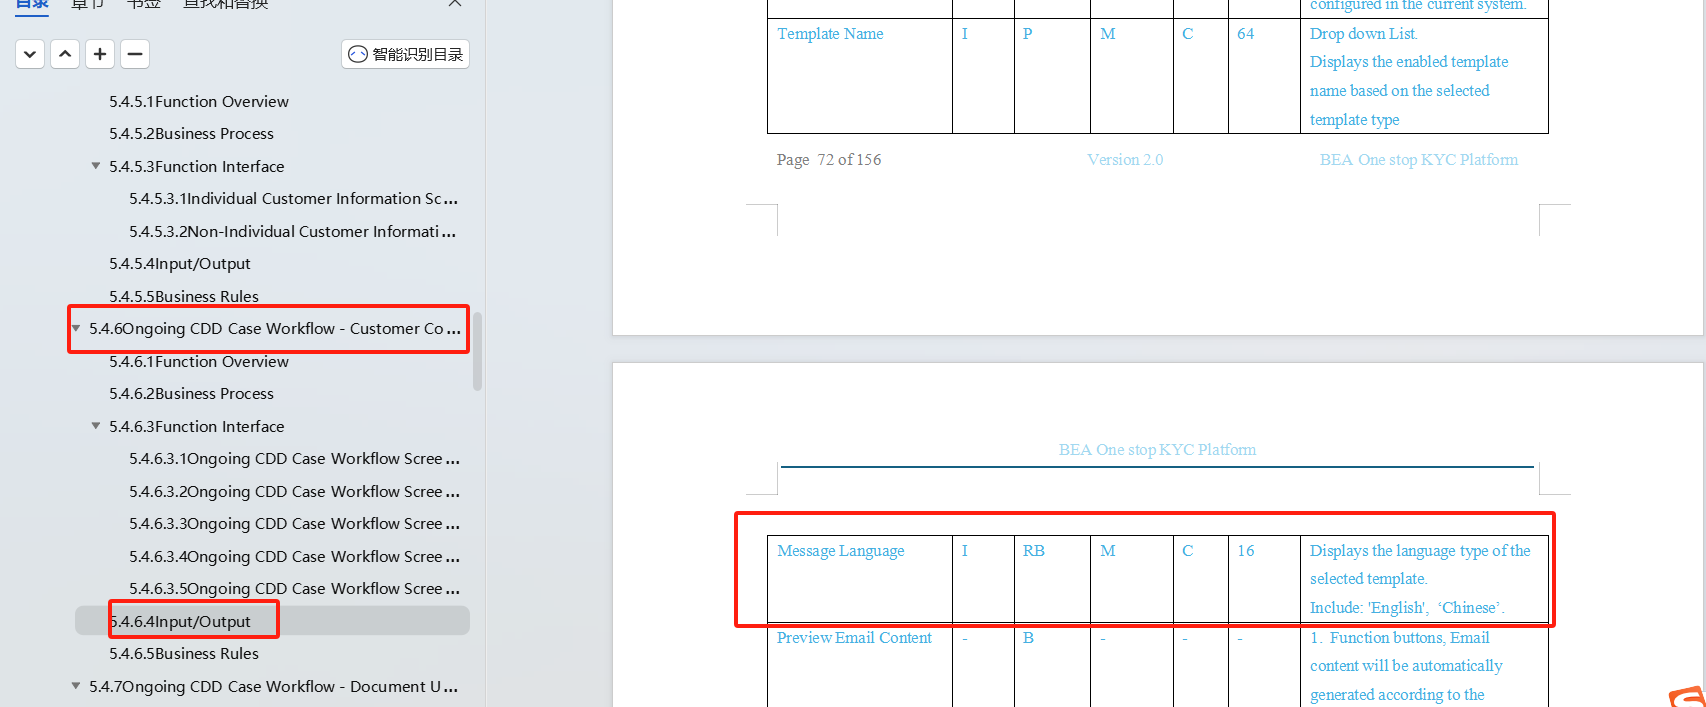 目录 章节 书签 查找和替换
智能识别目录
5.4.5.1Function Overview
5.4.5.2Business Process
5.4.5.3Function Interface
5.4.5.3.1Individual Customer Information Sc...
5.4.5.3.2Non-Individual Customer Informati...
5.4.5.4Input/Output
5.4.5.5Business Rules
5.4.6Ongoing CDD Case Workflow - Customer Co...
5.4.6.1Function Overview
5.4.6.2Business Process
5.4.6.3Function Interface
5.4.6.3.1Ongoing CDD Case Workflow Scree...
5.4.6.3.2Ongoing CDD Case Workflow Scree...
5.4.6.3.3Ongoing CDD Case Workflow Scree...
5.4.6.3.4Ongoing CDD Case Workflow Scree...
5.4.6.3.5Ongoing CDD Case Workflow Scree...
5.4.6.4Input/Output
5.4.6.5Business Rules
5.4.7Ongoing CDD Case Workflow - Document U...
configured in the current system.
Template Name I P M C 64 Drop down List.
Displays the enabled template
name based on the selected
template type
Page 72 of 156 Version 2.0 BEA One stop KYC Platform
BEA One stop KYC Platform
Message Language I RB M C 16 Displays the language type of the
selected template.
Include: 'English', ‘Chinese’.
Preview Email Content - B - - - 1. Function buttons, Email
content will be automatically
generated according to the